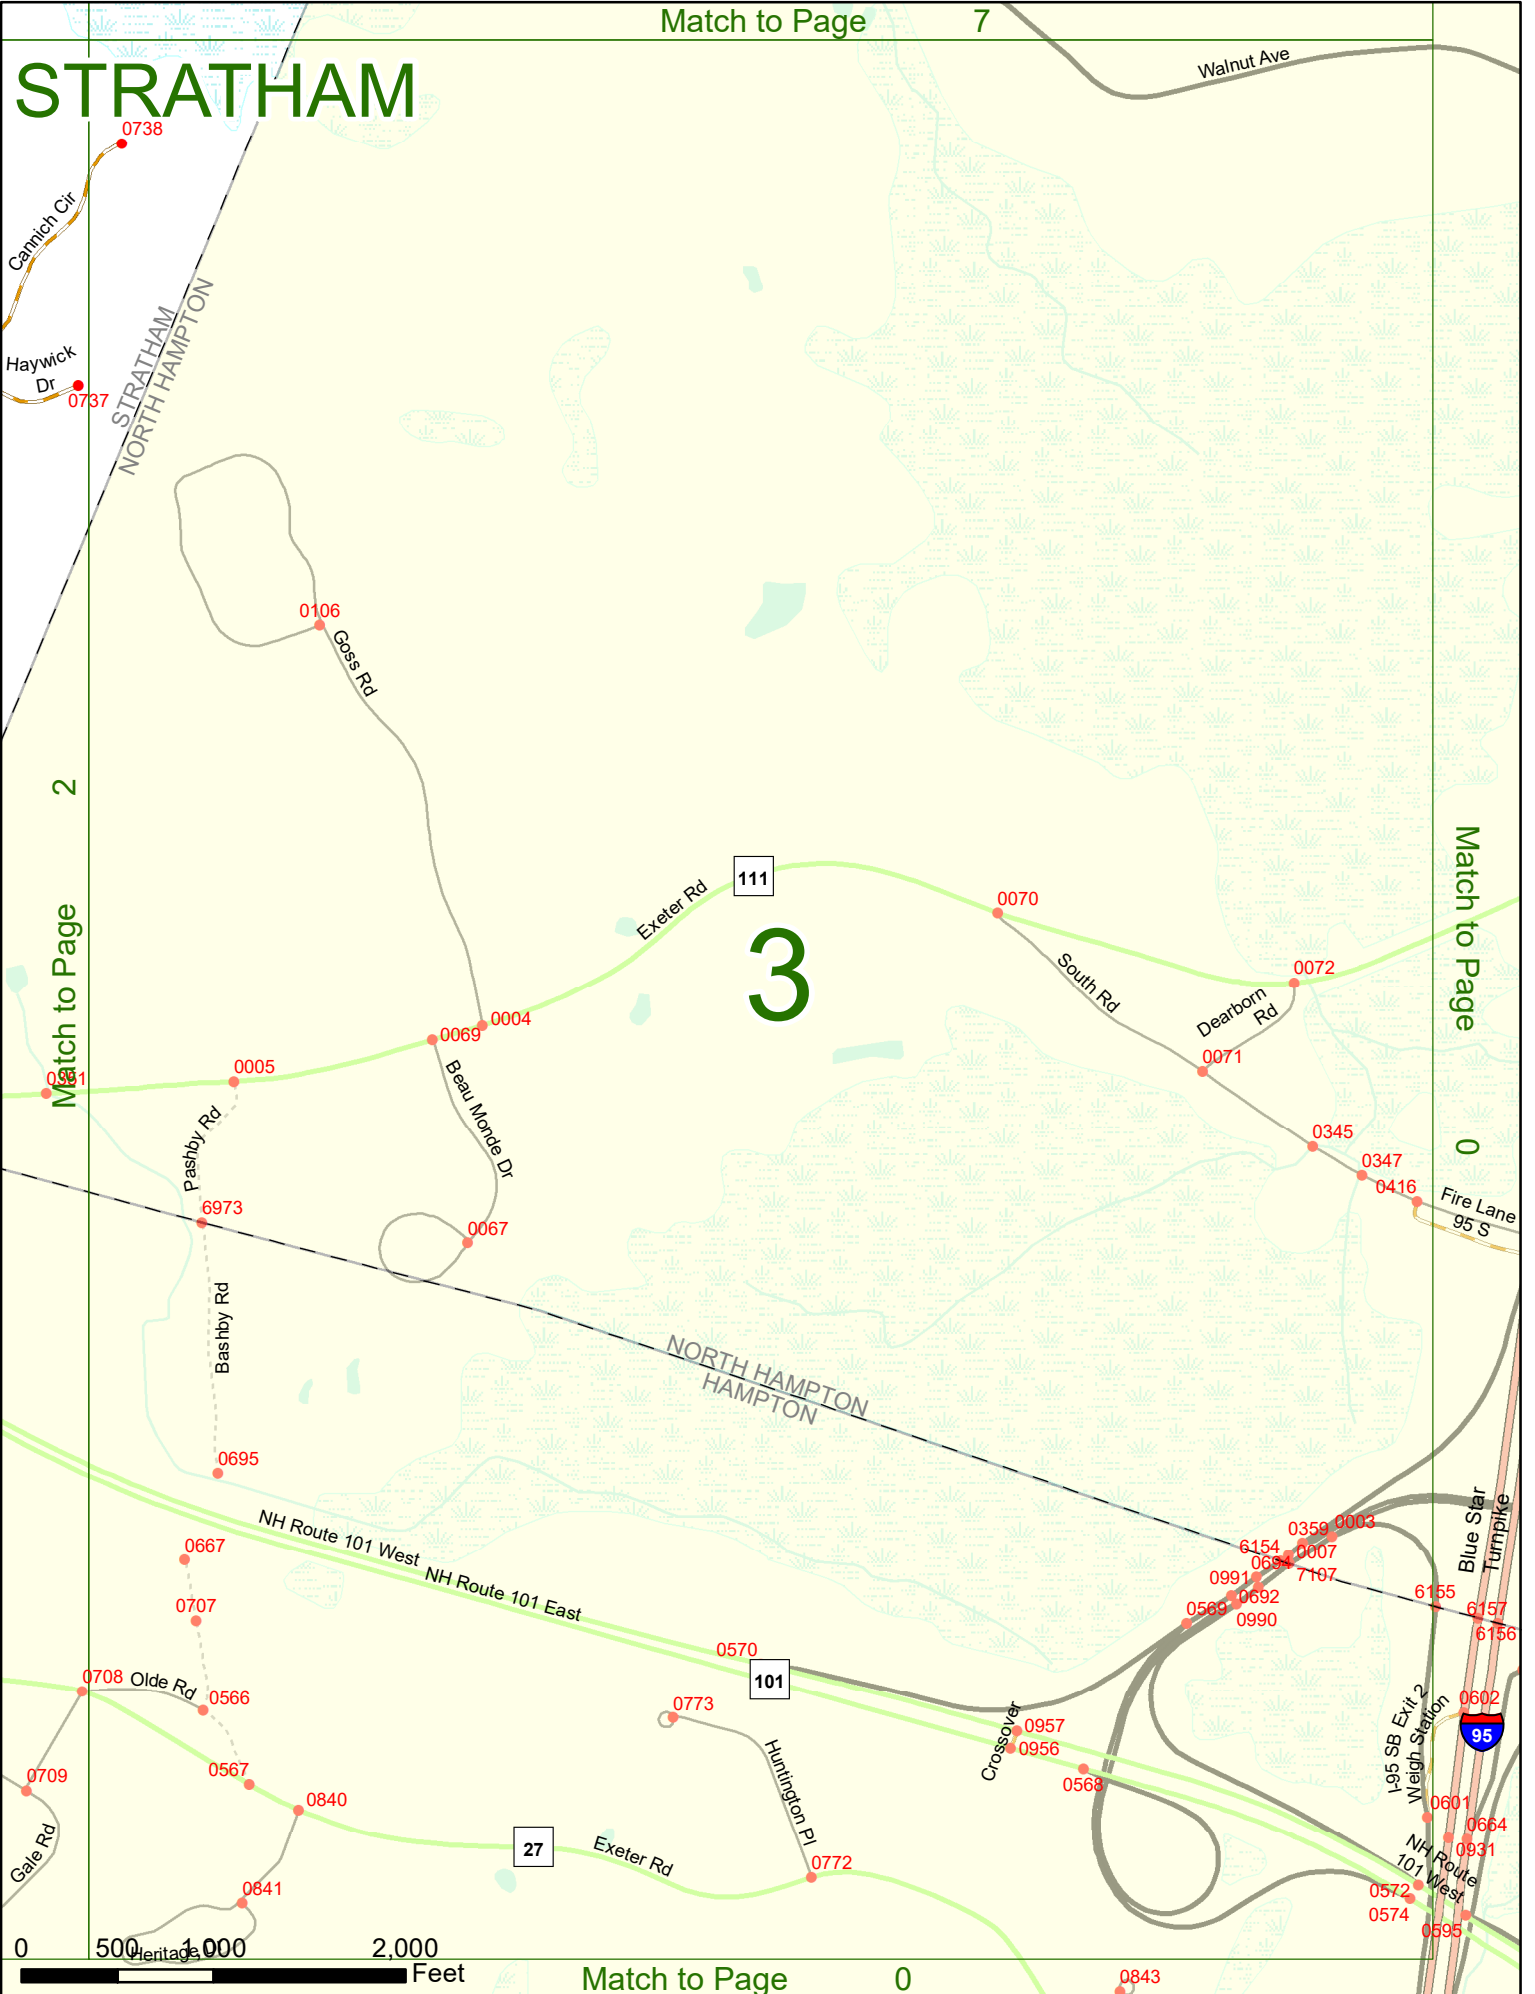 Match to Page 7
Walnut Ave
STRATHAM
0738
Cannich Cir
STRATHAM
NORTH HAMPTON
Haywick
Dr
0737
0106
Goss Rd
2
Match to Page
111
Exeter Rd
3
0070
South Rd
0072
Dearborn
Rd
0071
Match to Page
0
0004
0069
0005
0351
Beau Monde Dr
Pashby Rd
0345
0347
0416
Fire Lane
95 S
6973
0067
Bashby Rd
NORTH HAMPTON
HAMPTON
0695
NH Route 101 West
NH Route 101 East
0667
0707
Blue Star
Turnpike
0003
0359
0007
6154
0694
7107
0991
0692
0990
0569
6155
6157
6156
0570
101
0708
Olde Rd
0566
0773
0957
0956
Crossover
0568
Huntington Pl
I-95 SB Exit 2
Weigh Station
0602
95
0709
0567
0840
0601
0664
0931
27
Exeter Rd
Gale Rd
0772
NH Route
101 West
0572
0574
0595
0841
Heritage Dr
0 500 1,000 2,000
Feet
Match to Page 0
0843